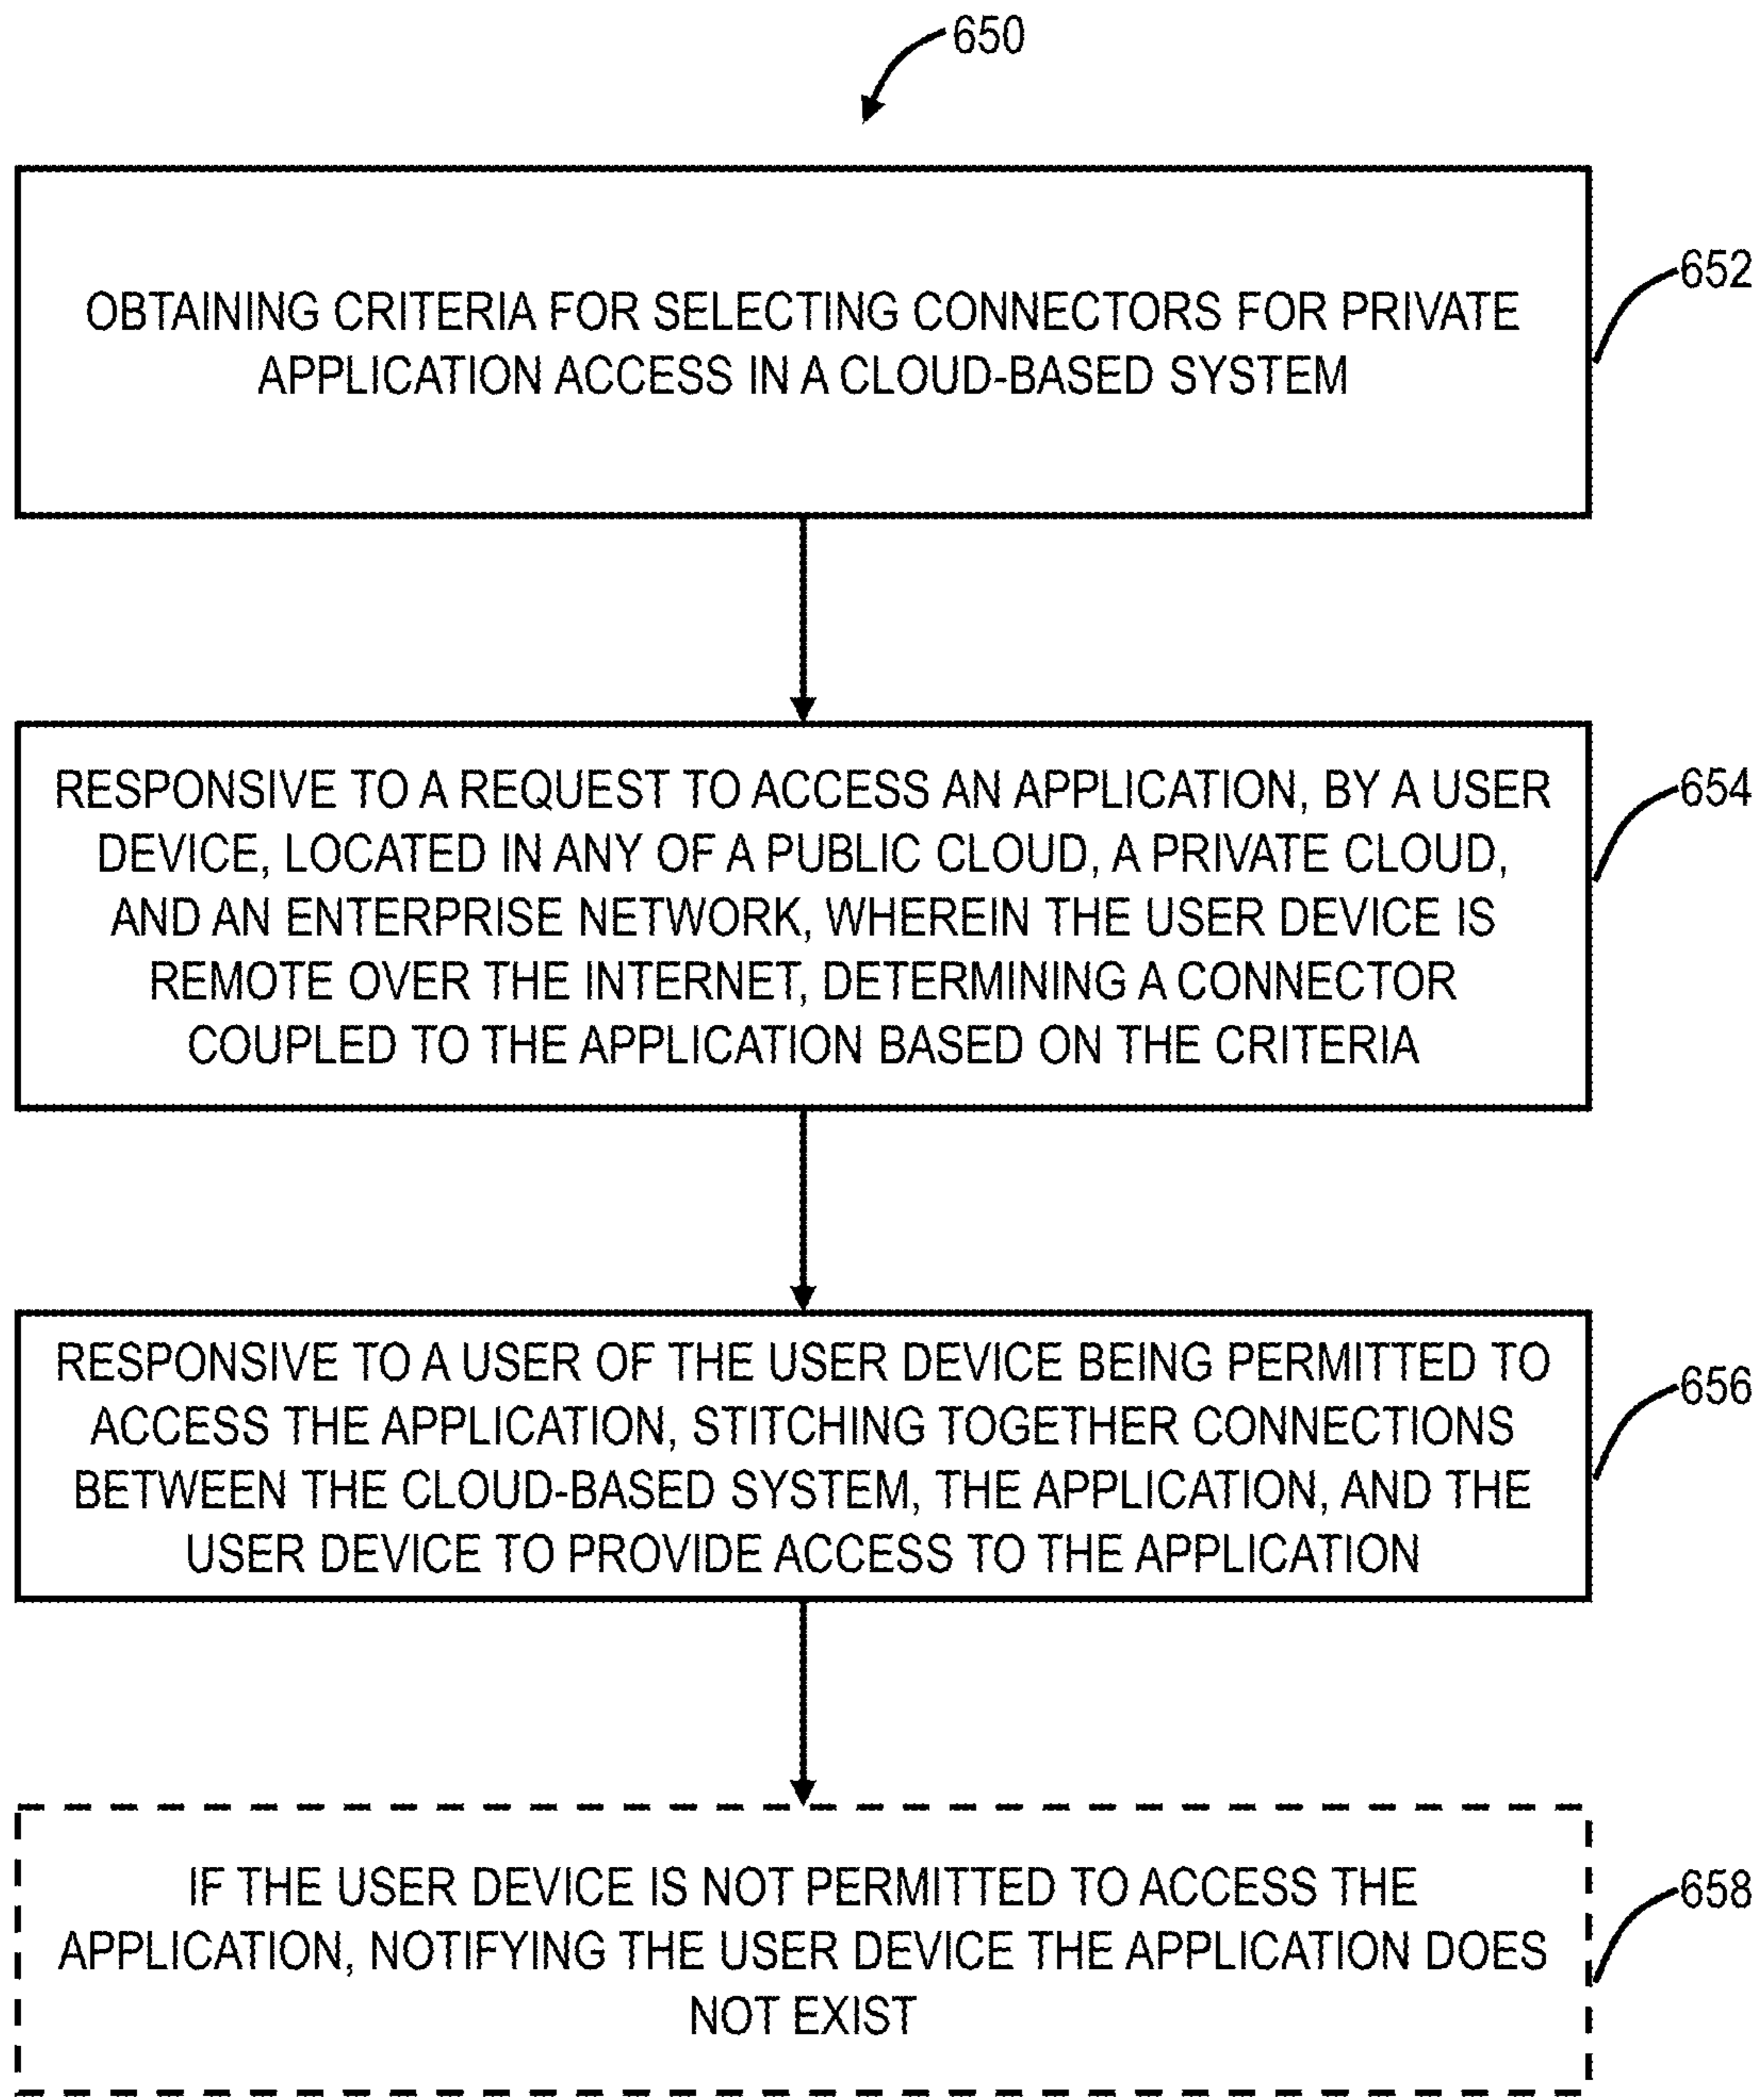 650
OBTAINING CRITERIA FOR SELECTING CONNECTORS FOR PRIVATE
APPLICATION ACCESS IN A CLOUD-BASED SYSTEM
652
RESPONSIVE TO A REQUEST TO ACCESS AN APPLICATION, BY A USER
DEVICE, LOCATED IN ANY OF A PUBLIC CLOUD, A PRIVATE CLOUD,
AND AN ENTERPRISE NETWORK, WHEREIN THE USER DEVICE IS
REMOTE OVER THE INTERNET, DETERMINING A CONNECTOR
COUPLED TO THE APPLICATION BASED ON THE CRITERIA
654
RESPONSIVE TO A USER OF THE USER DEVICE BEING PERMITTED TO
ACCESS THE APPLICATION, STITCHING TOGETHER CONNECTIONS
BETWEEN THE CLOUD-BASED SYSTEM, THE APPLICATION, AND THE
USER DEVICE TO PROVIDE ACCESS TO THE APPLICATION
656
IF THE USER DEVICE IS NOT PERMITTED TO ACCESS THE
APPLICATION, NOTIFYING THE USER DEVICE THE APPLICATION DOES
NOT EXIST
658